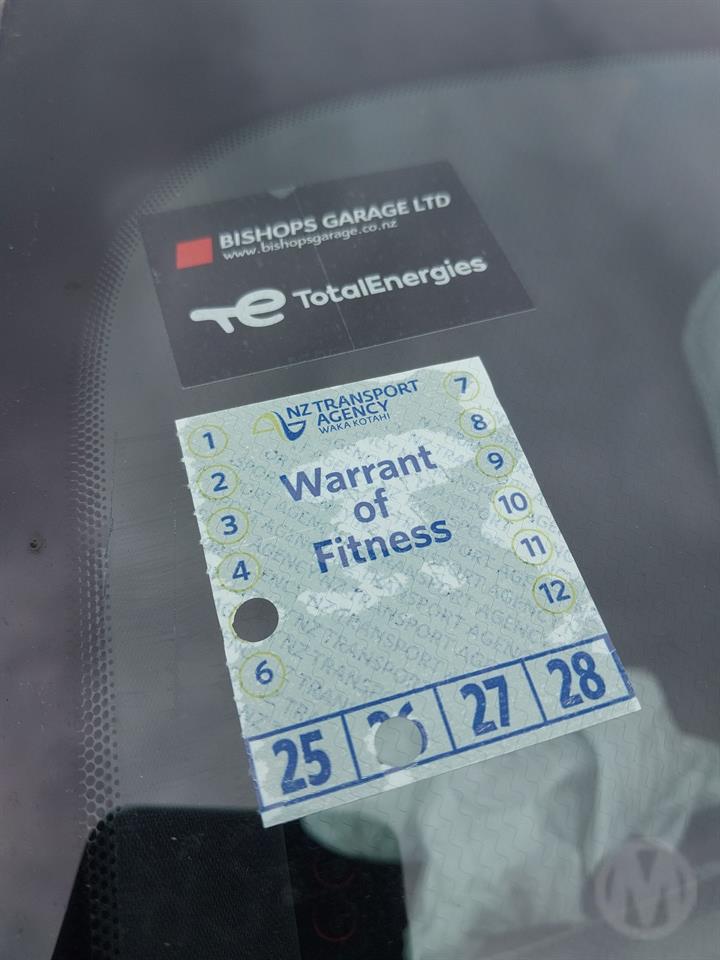 BISHOPS GARAGE LTD
www.bishopsgarage.co.nz
TotalEnergies
NZ TRANSPORT
AGENCY
WAKA KOTAHI
Warrant
of
Fitness
1
2
3
4
6
7
8
9
10
11
12
25 26 27 28
M